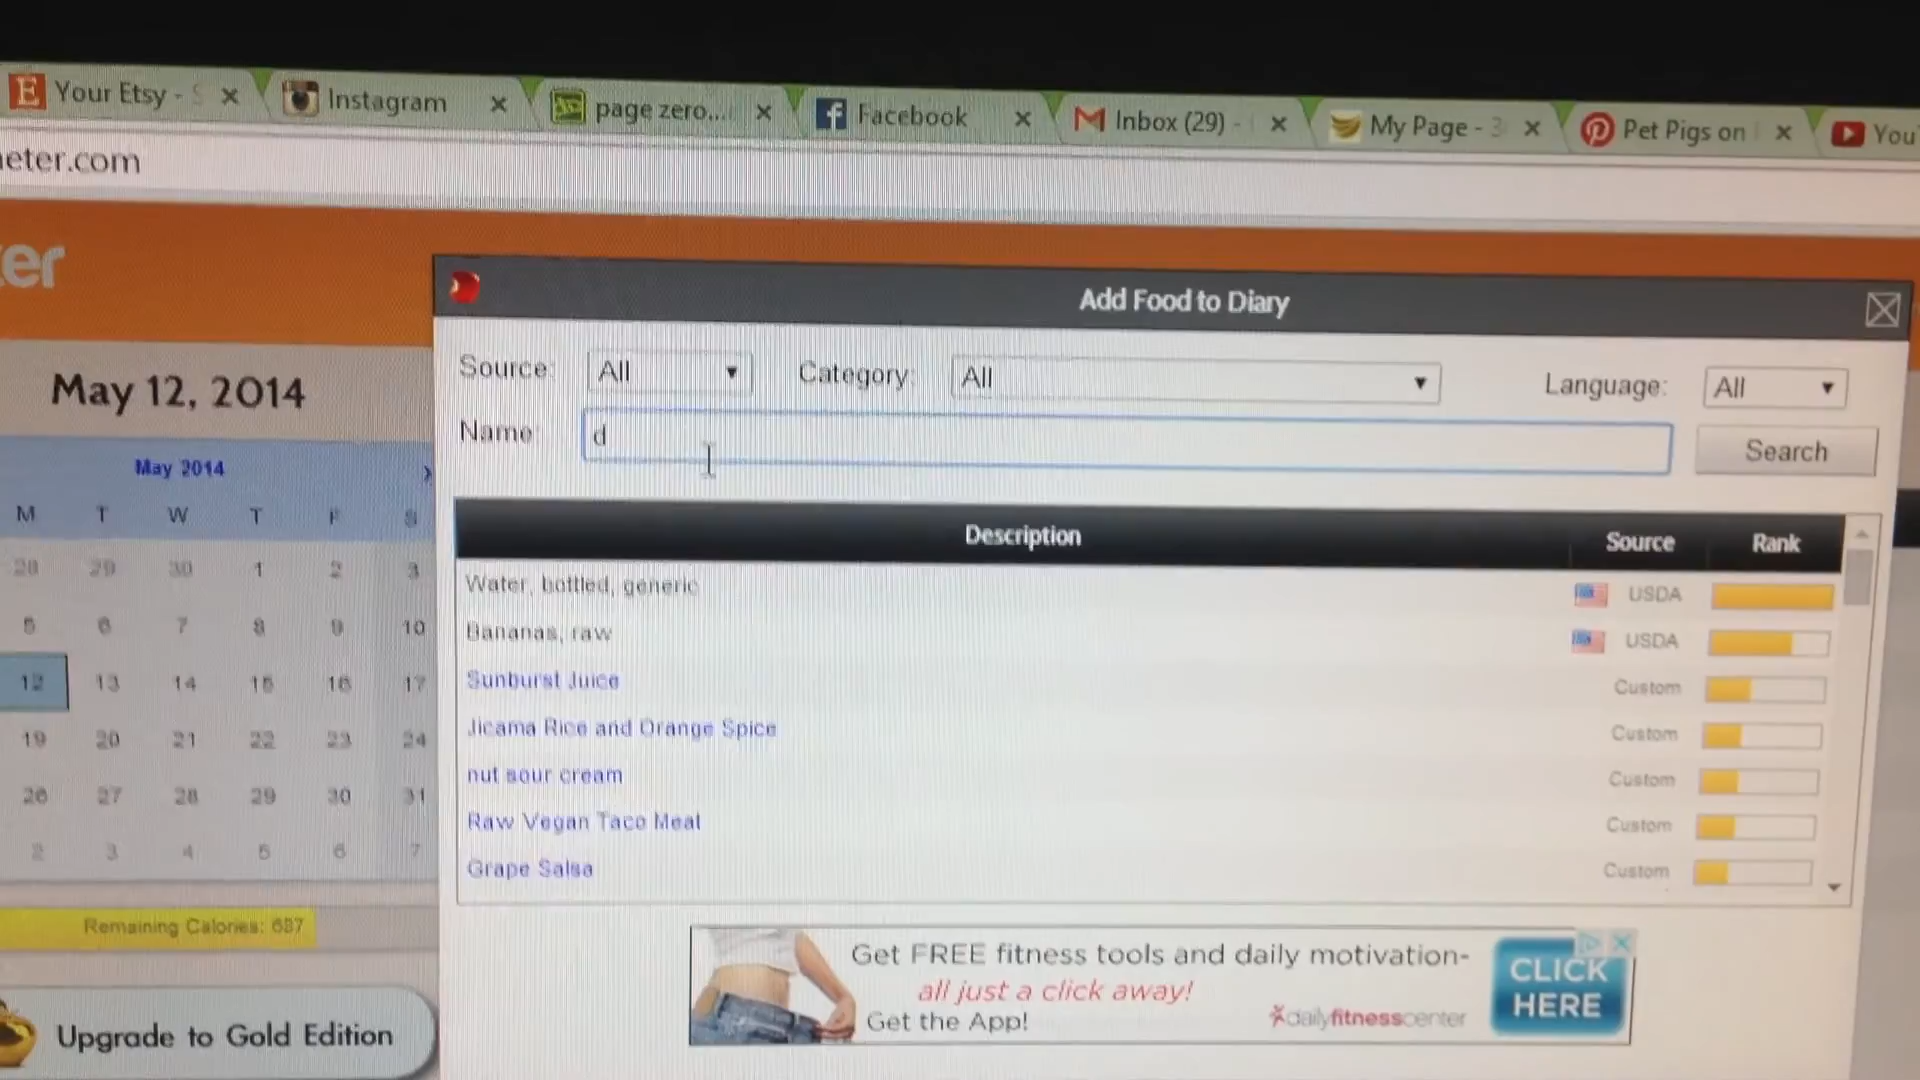 Your Etsy - S
Instagram
page zero....
Facebook
Inbox (29) -
My Page - 3
Pet Pigs on
You
eter.com
er
Add Food to Diary
Source: All Category: All Language: All
Name: d Search
May 12, 2014
May 2014 ›
M T W T F S
28 29 30 1 2 3
5 6 7 8 9 10
12 13 14 15 16 17
19 20 21 22 23 24
26 27 28 29 30 31
2 3 4 5 6 7
Remaining Calories: 687
Upgrade to Gold Edition
Description Source Rank
Water, bottled, generic USDA
Bananas, raw USDA
Sunburst Juice Custom
Jicama Rice and Orange Spice Custom
nut sour cream Custom
Raw Vegan Taco Meat Custom
Grape Salsa Custom
Get FREE fitness tools and daily motivation-
all just a click away!
Get the App!
dailyfitnesscenter
CLICK
HERE